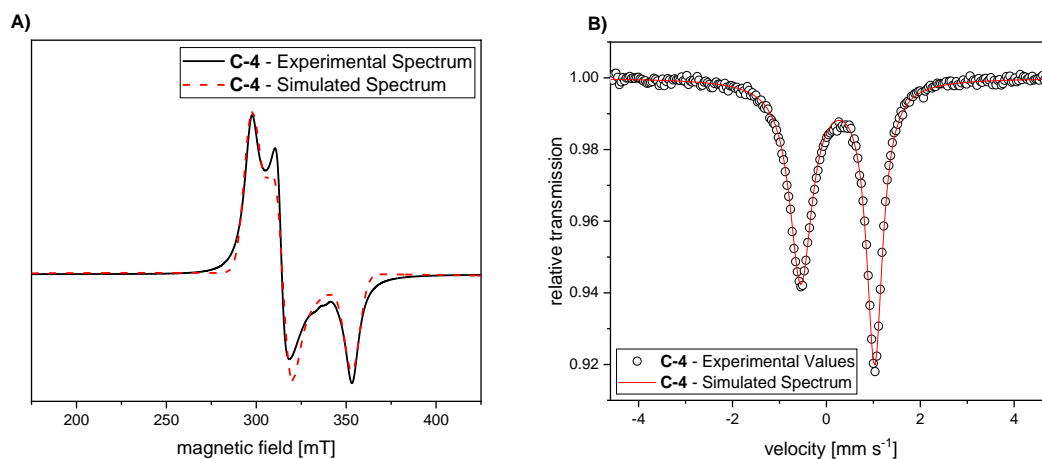 A)
C-4 - Experimental Spectrum
C-4 - Simulated Spectrum
200 250 300 350 400
magnetic field [mT]
B)
1.00
0.98
0.96
0.94
0.92
relative transmission
C-4 - Experimental Values
C-4 - Simulated Spectrum
-4 -2 0 2 4
velocity [mm s⁻¹]